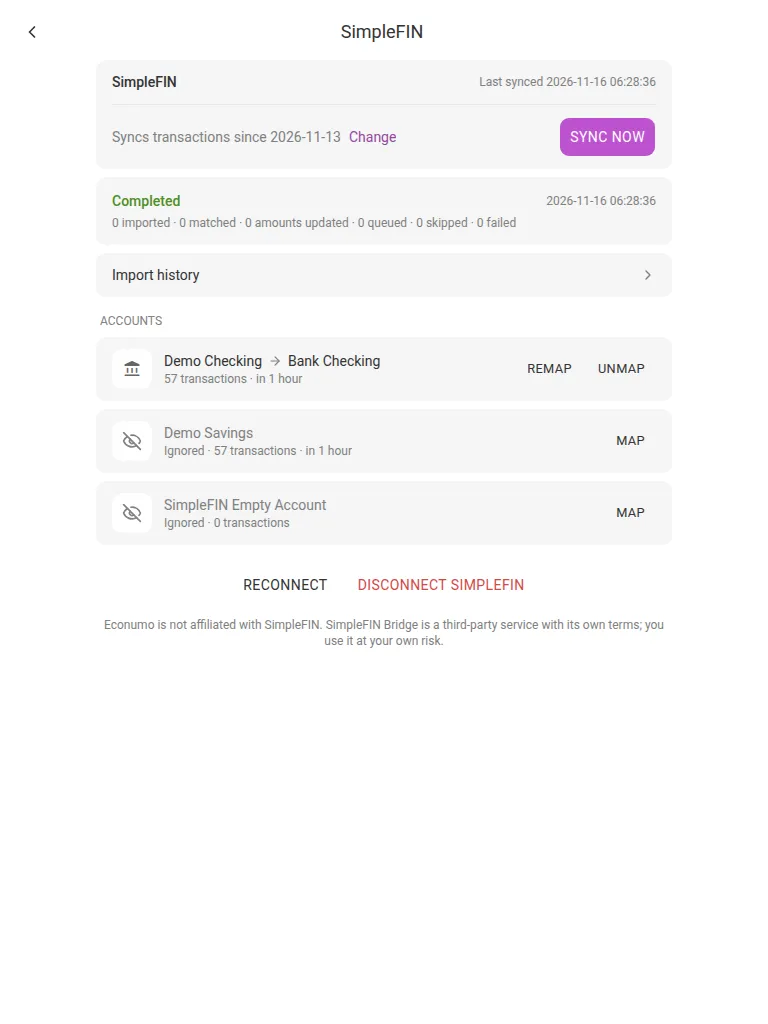 SimpleFIN
SimpleFIN
Last synced 2026-11-16 06:28:36
Syncs transactions since 2026-11-13 Change
SYNC NOW
Completed
2026-11-16 06:28:36
0 imported · 0 matched · 0 amounts updated · 0 queued · 0 skipped · 0 failed
Import history
ACCOUNTS
Demo Checking → Bank Checking
57 transactions · in 1 hour
REMAP
UNMAP
Demo Savings
Ignored · 57 transactions · in 1 hour
MAP
SimpleFIN Empty Account
Ignored · 0 transactions
MAP
RECONNECT
DISCONNECT SIMPLEFIN
Econumo is not affiliated with SimpleFIN. SimpleFIN Bridge is a third-party service with its own terms; you
use it at your own risk.